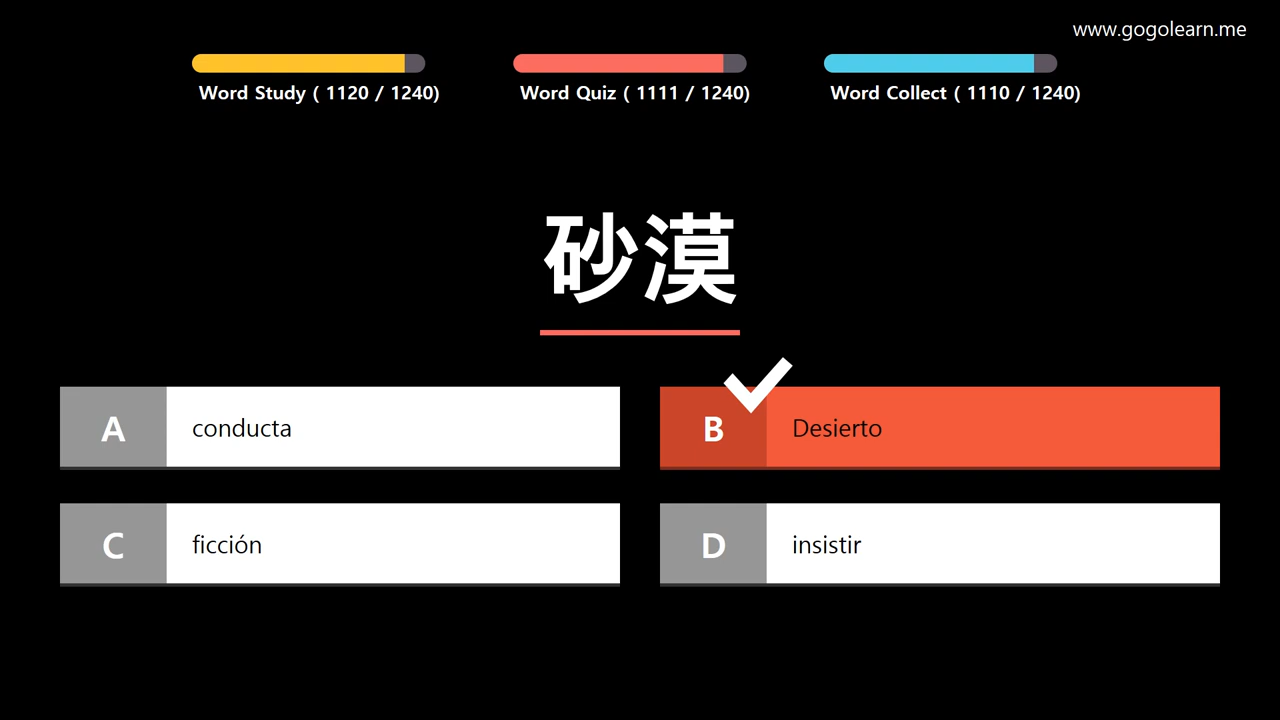 www.gogolearn.me
Word Study ( 1120 / 1240)
Word Quiz ( 1111 / 1240)
Word Collect ( 1110 / 1240)
砂漠
A conducta
B Desierto
C ficción
D insistir